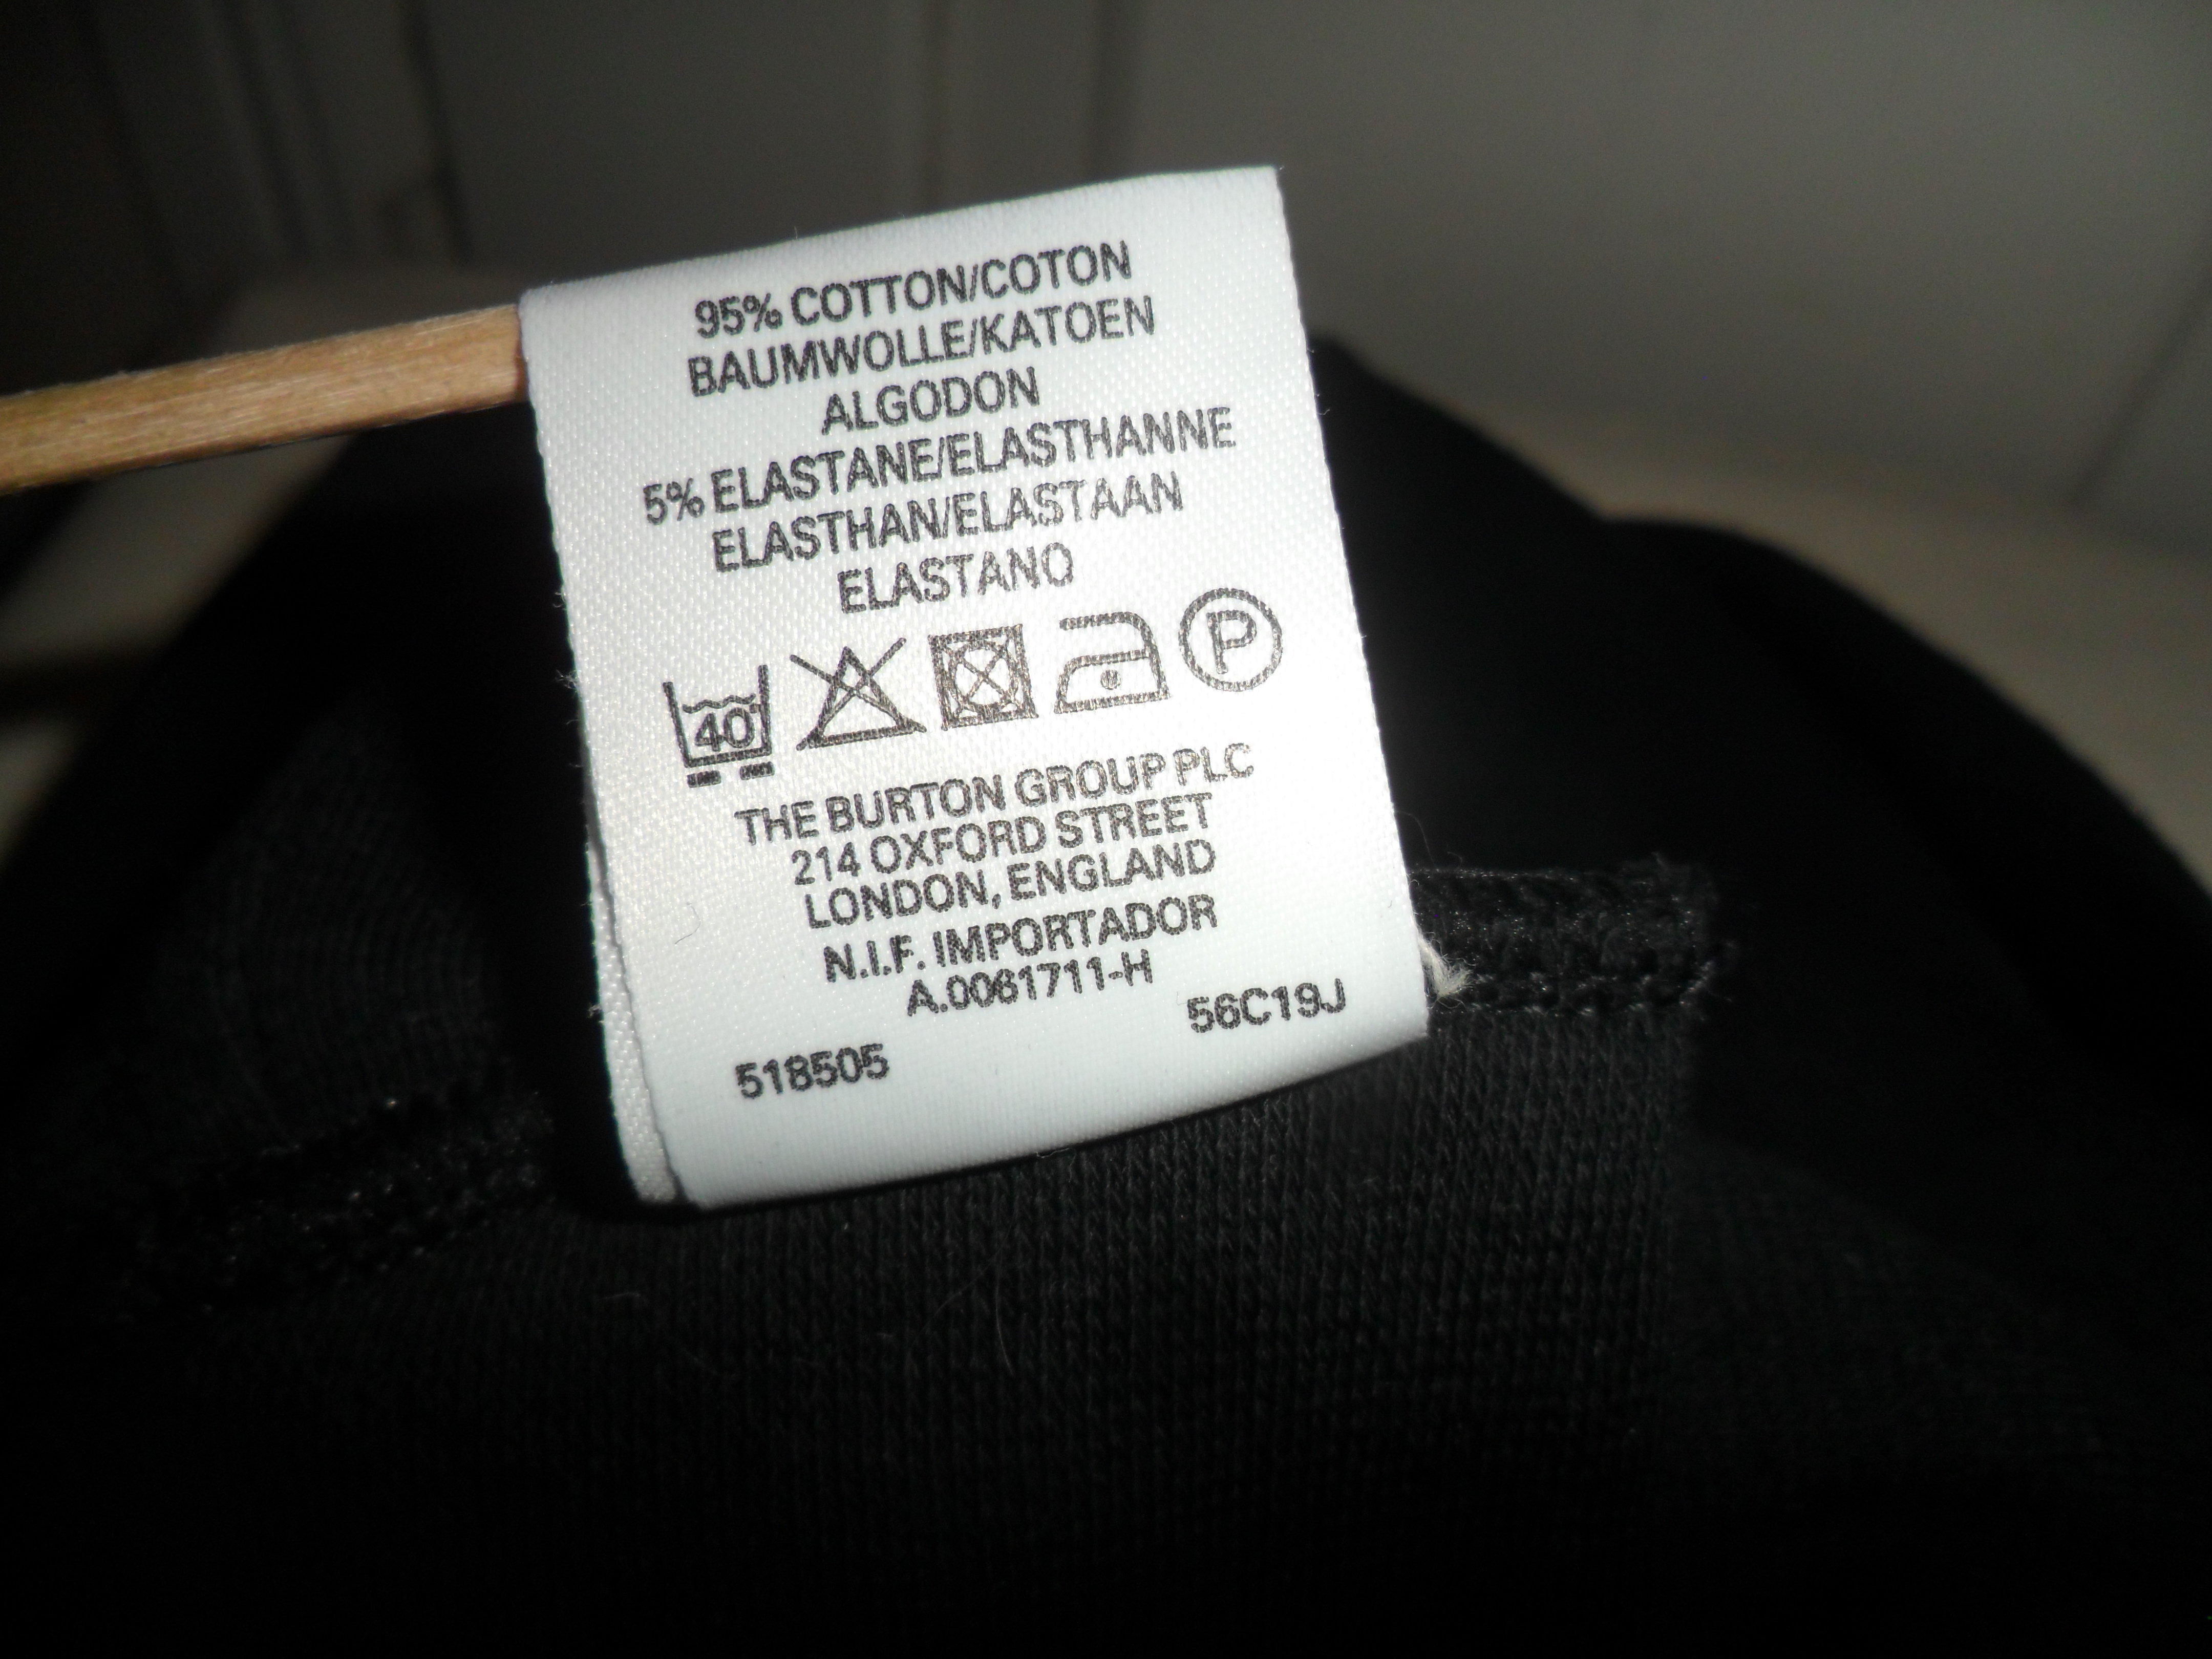 95% COTTON/COTON
BAUMWOLLE/KATOEN
ALGODON
5% ELASTANE/ELASTHANNE
ELASTHAN/ELASTAAN
ELASTANO
40 P
THE BURTON GROUP PLC
214 OXFORD STREET
LONDON, ENGLAND
N.I.F. IMPORTADOR
A.0061711-H
56C19J
518505